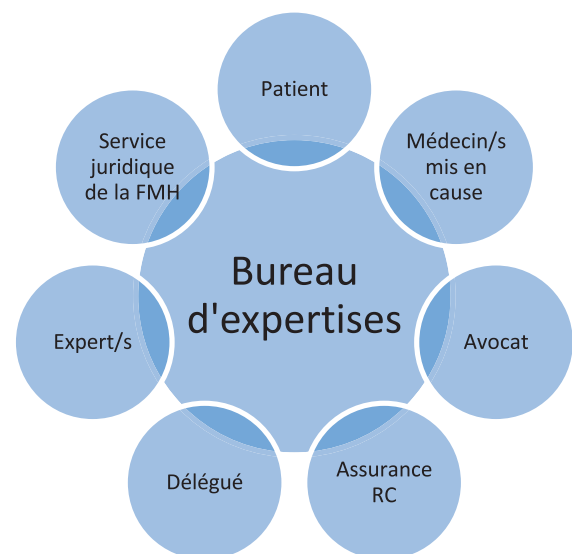 Patient
Médecin/s
mis en
cause
Avocat
Assurance
RC
Délégué
Expert/s
Service
juridique
de la FMH
Bureau
d'expertises